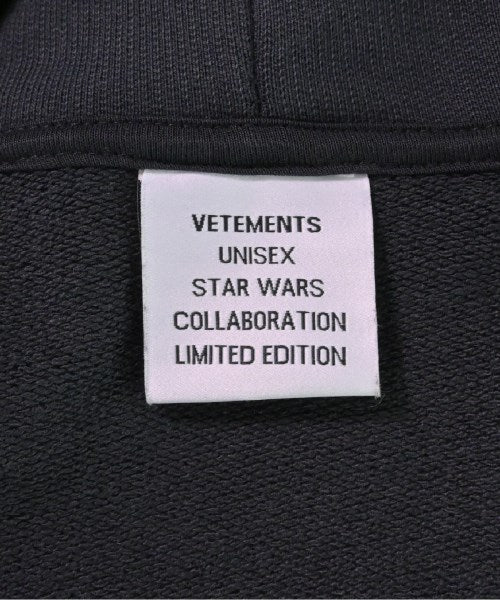 VETEMENTS
UNISEX
STAR WARS
COLLABORATION
LIMITED EDITION